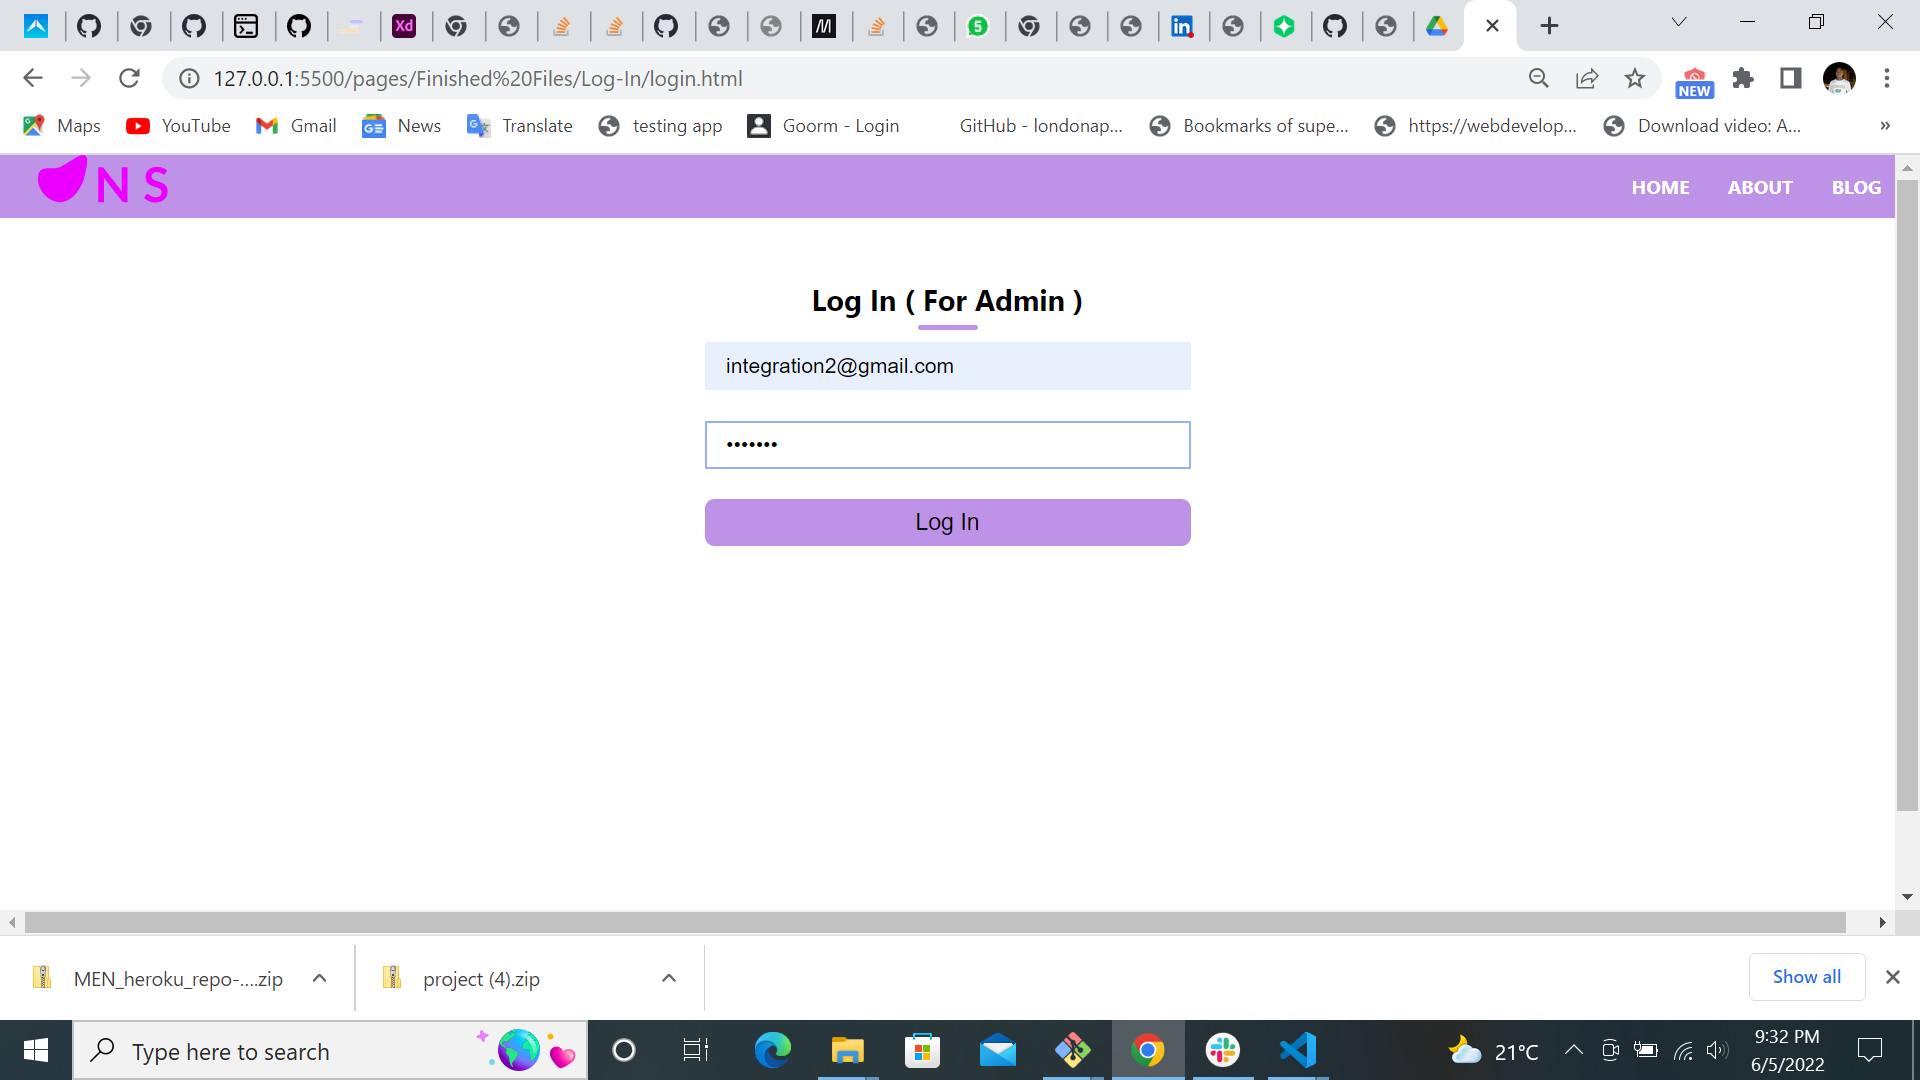 Xd
M
5
in
127.0.0.1:5500/pages/Finished%20Files/Log-In/login.html
NEW
Maps
YouTube
Gmail
News
Translate
testing app
Goorm - Login
GitHub - londonap...
Bookmarks of supe...
https://webdevelop...
Download video: A...
»
N S
HOME
ABOUT
BLOG
Log In ( For Admin )
integration2@gmail.com
•••••••
Log In
MEN_heroku_repo-....zip
project (4).zip
Show all
Type here to search
21°C
9:32 PM
6/5/2022